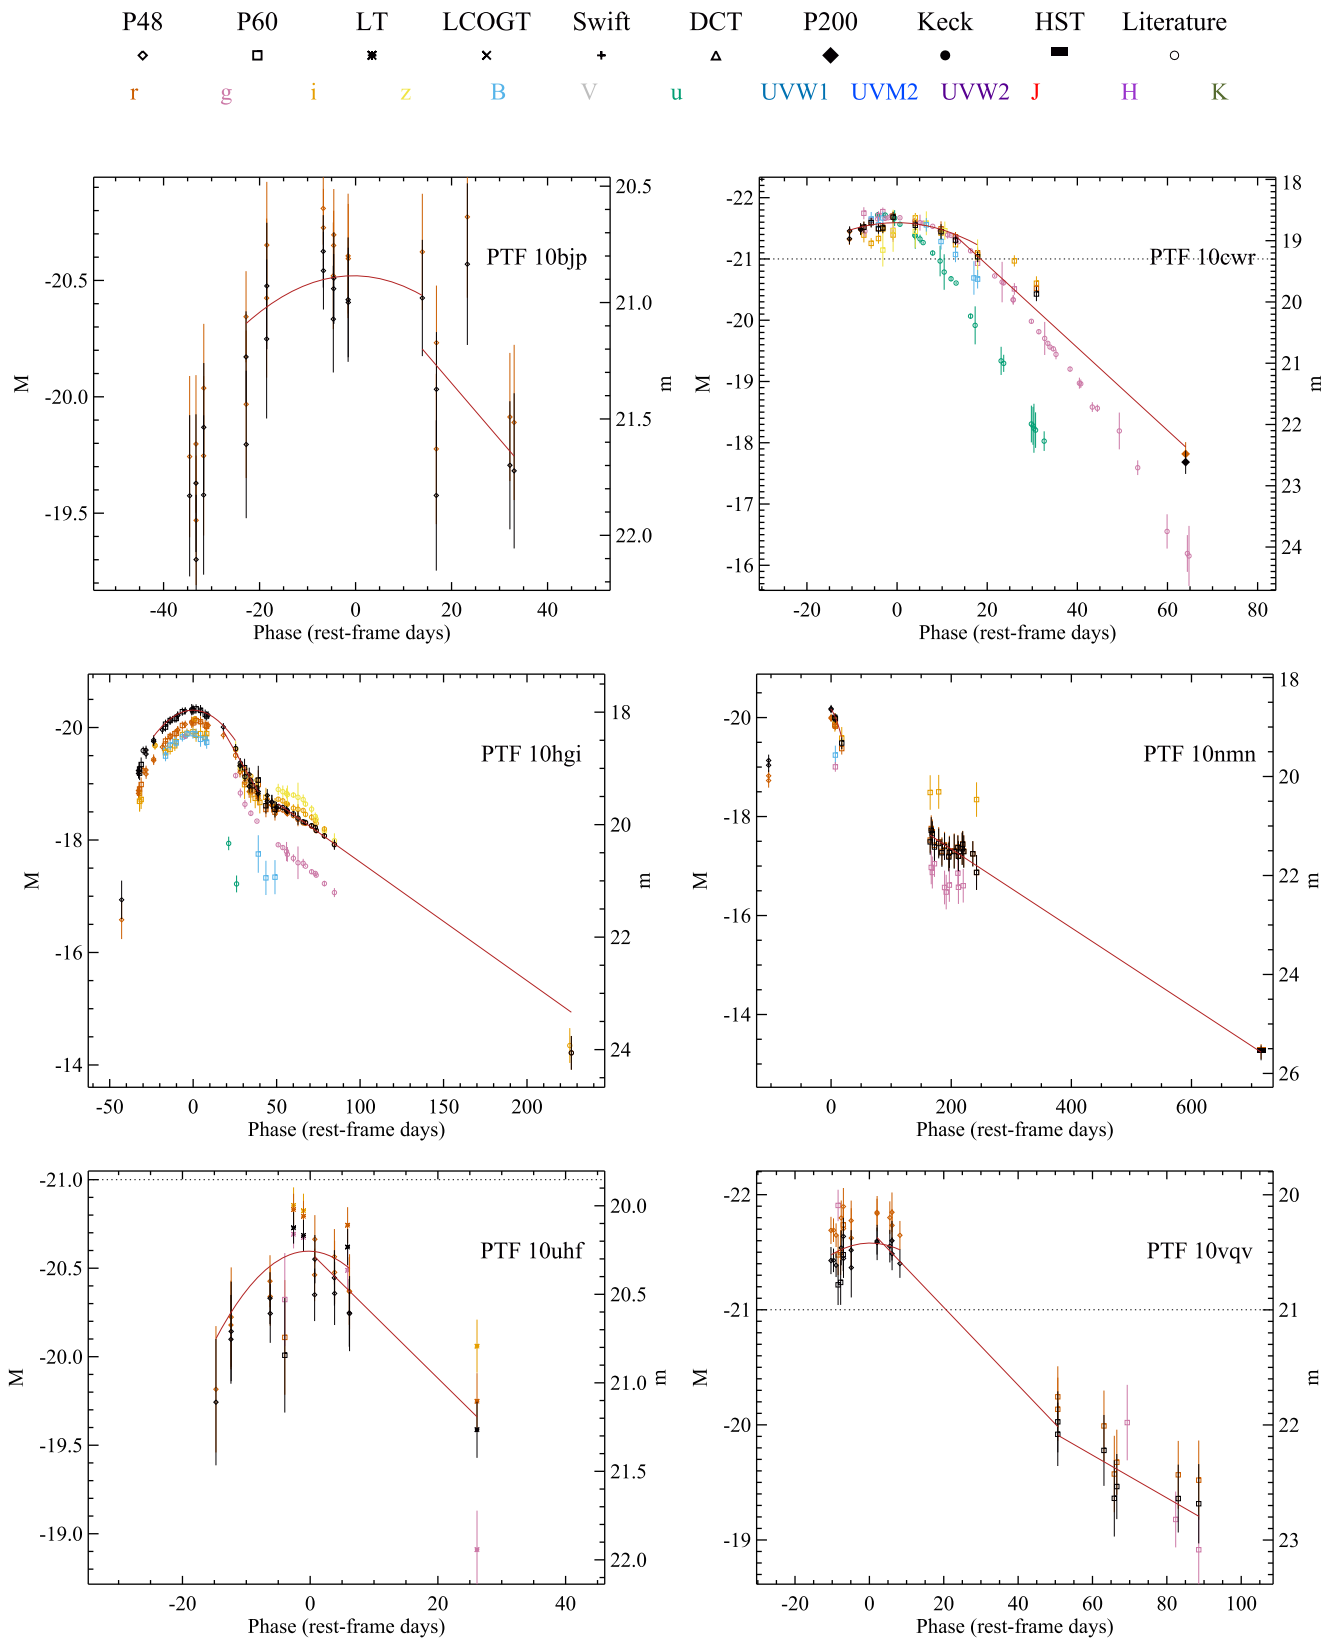 P48 P60 LT LCOGT Swift DCT P200 Keck HST Literature
r g i z B V u UVW1 UVM2 UVW2 J H K
PTF 10bjp
M
-20.5
-20.0
-19.5
20.5
21.0
21.5
22.0
m
-40 -20 0 20 40
Phase (rest-frame days)
PTF 10cwr
M
-22
-21
-20
-19
-18
-17
-16
18
19
20
21
22
23
24
m
-20 0 20 40 60 80
Phase (rest-frame days)
PTF 10hgi
M
-20
-18
-16
-14
18
20
22
24
m
-50 0 50 100 150 200
Phase (rest-frame days)
PTF 10nmn
M
-20
-18
-16
-14
18
20
22
24
26
m
0 200 400 600
Phase (rest-frame days)
PTF 10uhf
M
-21.0
-20.5
-20.0
-19.5
-19.0
20.0
20.5
21.0
21.5
22.0
m
-20 0 20 40
Phase (rest-frame days)
PTF 10vqv
M
-22
-21
-20
-19
20
21
22
23
m
-20 0 20 40 60 80 100
Phase (rest-frame days)